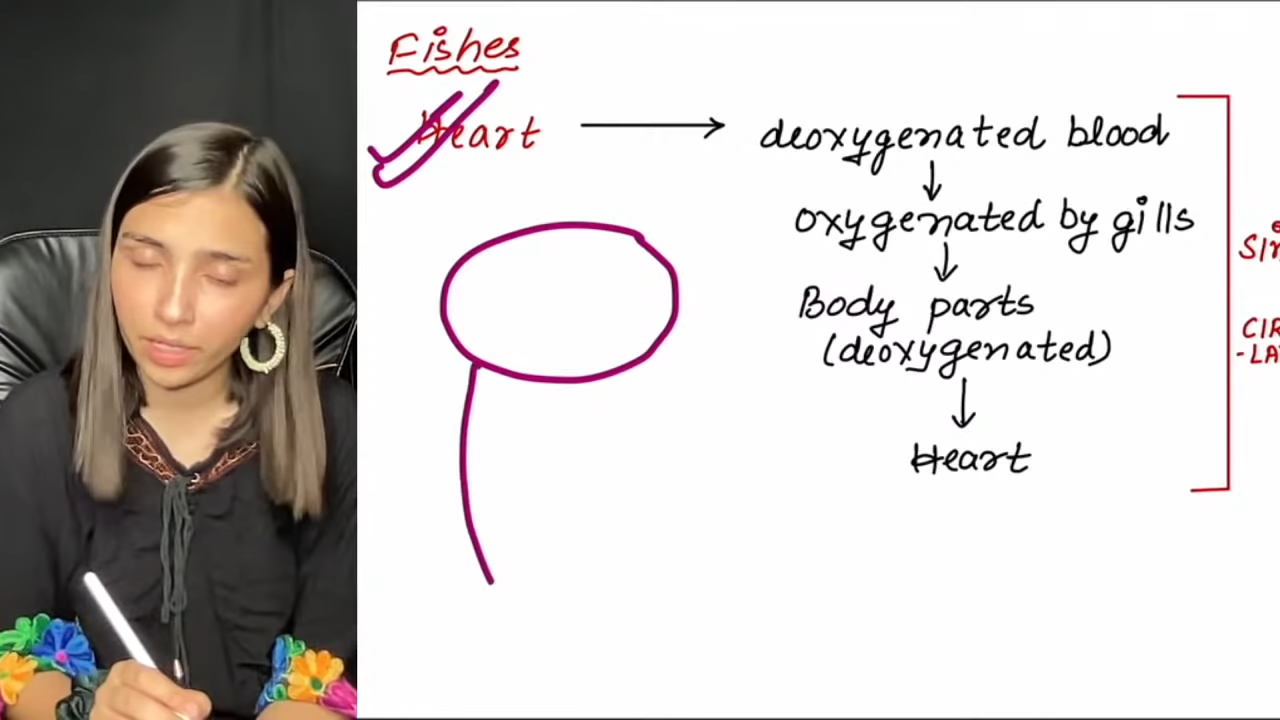 Fishes
Heart → deoxygenated blood
↓
oxygenated by gills
↓
Body parts
(deoxygenated)
↓
Heart